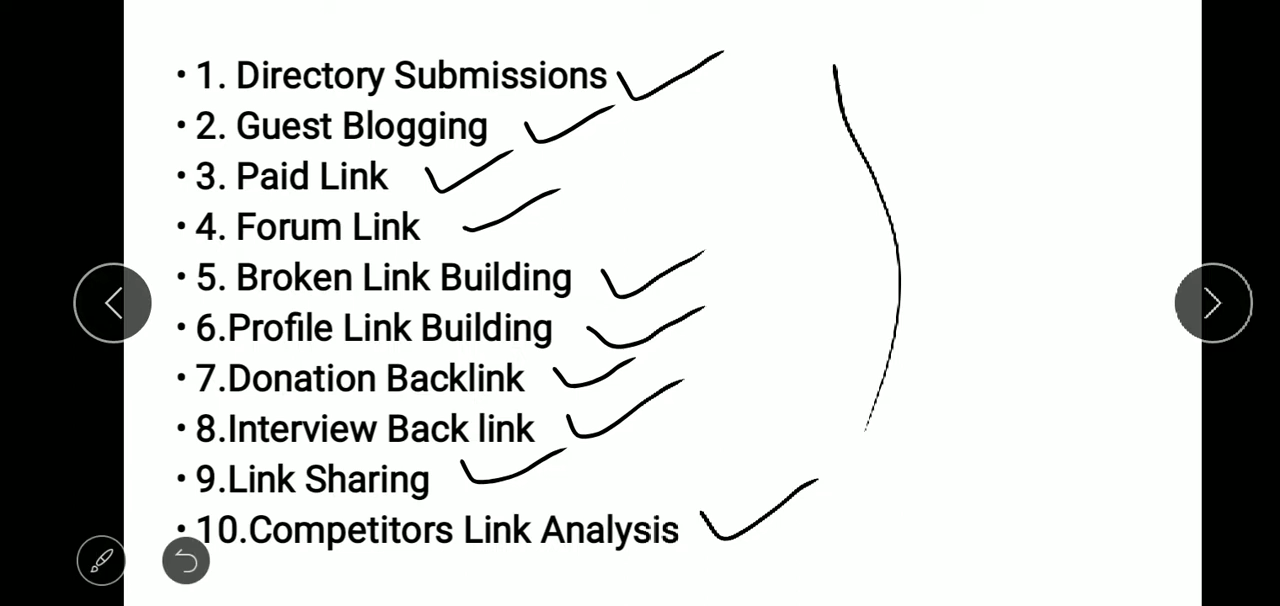 • 1. Directory Submissions
• 2. Guest Blogging
• 3. Paid Link
• 4. Forum Link
• 5. Broken Link Building
• 6.Profile Link Building
• 7.Donation Backlink
• 8.Interview Back link
• 9.Link Sharing
• 10.Competitors Link Analysis